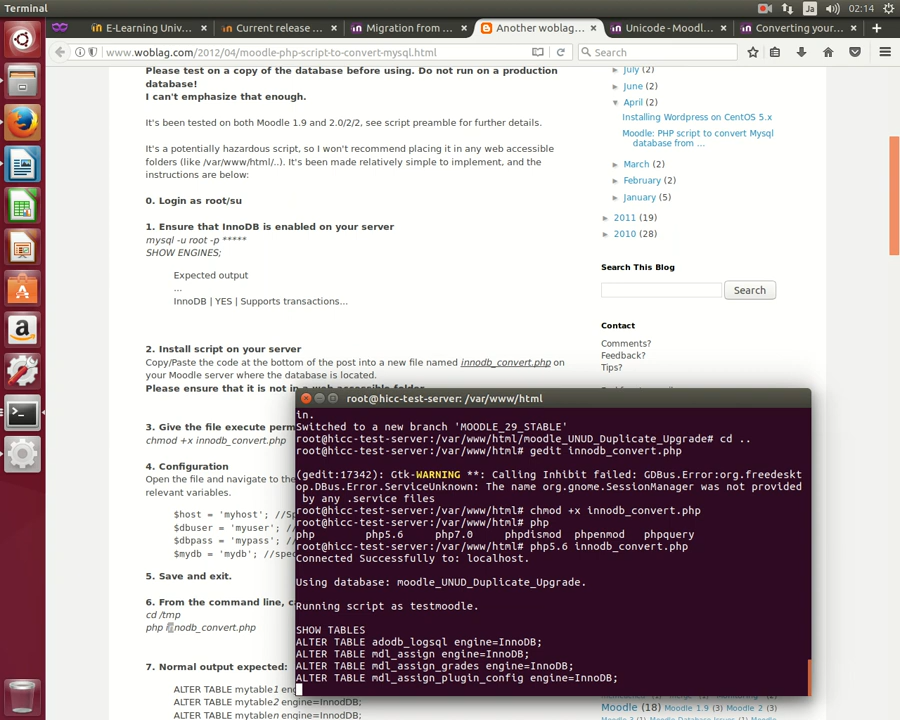 Terminal
Ja
02:14
E-Learning Univ...
Current release ...
Migration from ...
Another woblag...
Unicode - Moodl...
Converting your...
www.woblag.com/2012/04/moodle-php-script-to-convert-mysql.html
Search
Please test on a copy of the database before using. Do not run on a production
database!
I can't emphasize that enough.
It's been tested on both Moodle 1.9 and 2.0/2/2, see script preamble for further details.
It's a potentially hazardous script, so I won't recommend placing it in any web accessible
folders (like /var/www/html/..). It's been made relatively simple to implement, and the
instructions are below:
0. Login as root/su
1. Ensure that InnoDB is enabled on your server
mysql -u root -p *****
SHOW ENGINES;
Expected output
...
InnoDB | YES | Supports transactions...
2. Install script on your server
Copy/Paste the code at the bottom of the post into a new file named innodb_convert.php on
your Moodle server where the database is located.
Please ensure that it is not in a web accessible folder.
3. Give the file execute perm
chmod +x innodb_convert.php
4. Configuration
Open the file and navigate to the
relevant variables.
$host = 'myhost'; //Sp
$dbuser = 'myuser';
$dbpass = 'mypass'; /
$mydb = 'mydb'; //spec
5. Save and exit.
6. From the command line, c
cd /tmp
php innodb_convert.php
7. Normal output expected:
ALTER TABLE mytable1 eng
ALTER TABLE mytable2 engine=InnodDB;
ALTER TABLE mytablen engine=InnodDB;
► July (2)
► June (2)
▼ April (2)
Installing Wordpress on CentOS 5.x
Moodle: PHP script to convert Mysql
database from ...
► March (2)
► February (2)
► January (5)
► 2011 (19)
► 2010 (28)
Search This Blog
Search
Contact
Comments?
Feedback?
Tips?
root@hicc-test-server: /var/www/html
in.
Switched to a new branch 'MOODLE_29_STABLE'
root@hicc-test-server:/var/www/html/moodle_UNUD_Duplicate_Upgrade# cd ..
root@hicc-test-server:/var/www/html# gedit innodb_convert.php
(gedit:17342): Gtk-WARNING **: Calling Inhibit failed: GDBus.Error:org.freedeskt
op.DBus.Error.ServiceUnknown: The name org.gnome.SessionManager was not provided
by any .service files
root@hicc-test-server:/var/www/html# chmod +x innodb_convert.php
root@hicc-test-server:/var/www/html# php
php php5.6 php7.0 phpdismod phpenmod phpquery
root@hicc-test-server:/var/www/html# php5.6 innodb_convert.php
Connected Successfully to: localhost.
Using database: moodle_UNUD_Duplicate_Upgrade.
Running script as testmoodle.
SHOW TABLES
ALTER TABLE adodb_logsql engine=InnoDB;
ALTER TABLE mdl_assign engine=InnoDB;
ALTER TABLE mdl_assign_grades engine=InnoDB;
ALTER TABLE mdl_assign_plugin_config engine=InnoDB;
Moodle (18) Moodle 1.9 (3) Moodle 2 (3)